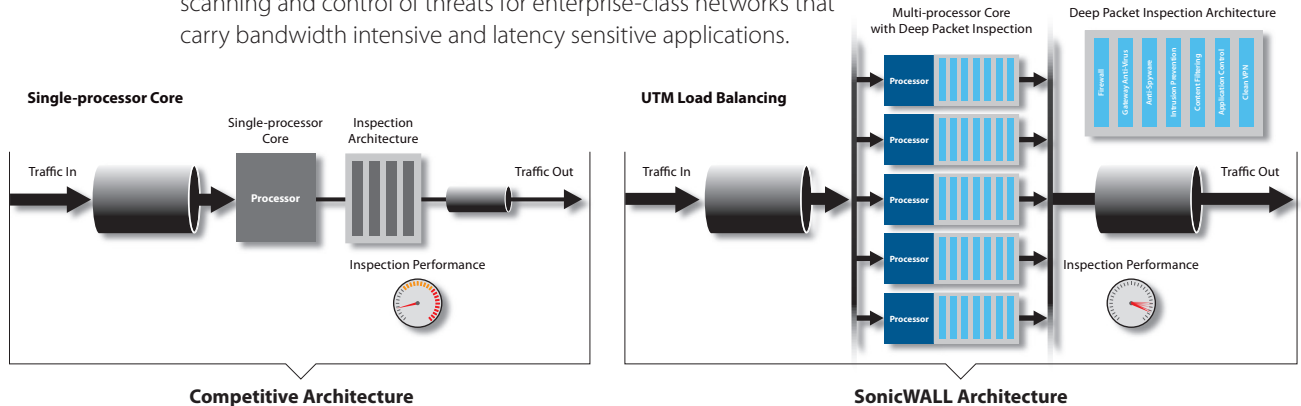 scanning and control of threats for enterprise-class networks that
carry bandwidth intensive and latency sensitive applications.
Single-processor Core
Single-processor
Core
Inspection
Architecture
Traffic In
Processor
Traffic Out
Inspection Performance
Competitive Architecture
UTM Load Balancing
Multi-processor Core
with Deep Packet Inspection
Deep Packet Inspection Architecture
Traffic In
Processor
Processor
Processor
Processor
Processor
Firewall
Gateway Anti-Virus
Anti-Spyware
Intrusion Prevention
Content Filtering
Application Control
Clean VPN
Traffic Out
Inspection Performance
SonicWALL Architecture